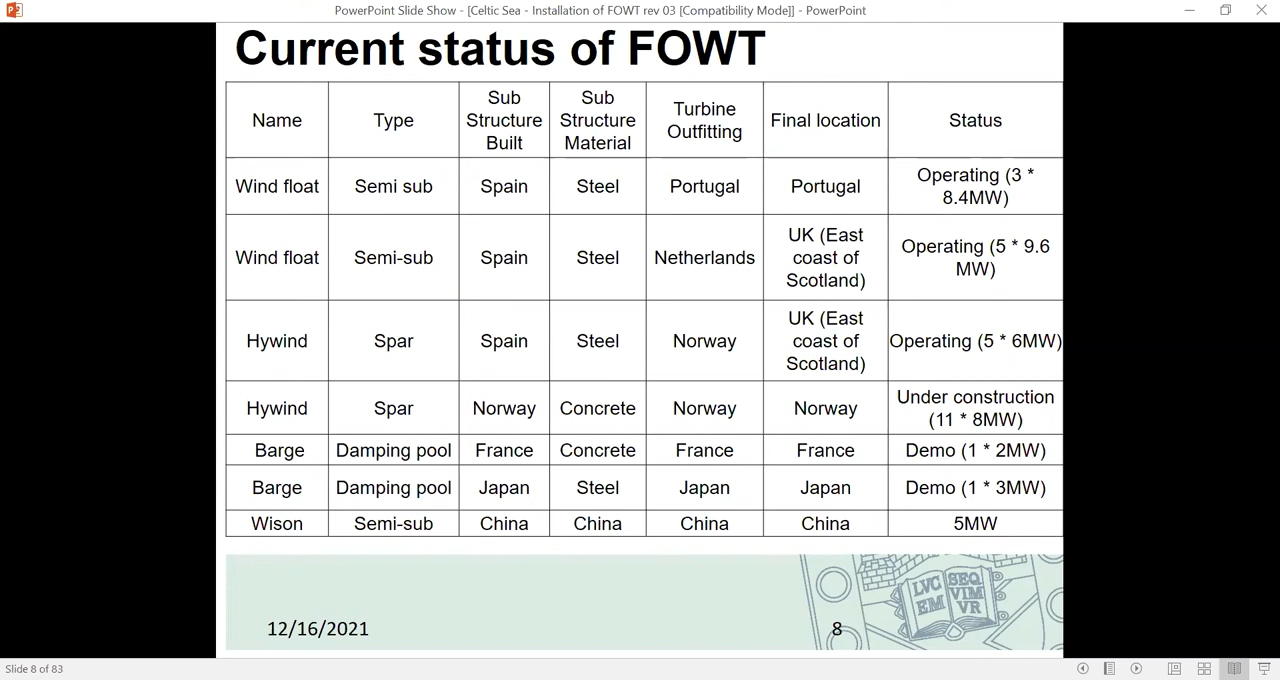 PowerPoint Slide Show - [Celtic Sea - Installation of FOWT rev 03 [Compatibility Mode]] - PowerPoint
Current status of FOWT
Name Type Sub Structure Built Sub Structure Material Turbine Outfitting Final location Status
Wind float Semi sub Spain Steel Portugal Portugal Operating (3 * 8.4MW)
Wind float Semi-sub Spain Steel Netherlands UK (East coast of Scotland) Operating (5 * 9.6 MW)
Hywind Spar Spain Steel Norway UK (East coast of Scotland) Operating (5 * 6MW)
Hywind Spar Norway Concrete Norway Norway Under construction (11 * 8MW)
Barge Damping pool France Concrete France France Demo (1 * 2MW)
Barge Damping pool Japan Steel Japan Japan Demo (1 * 3MW)
Wison Semi-sub China China China China 5MW
LVC EM SEQ VIM VR
12/16/2021 8
Slide 8 of 83